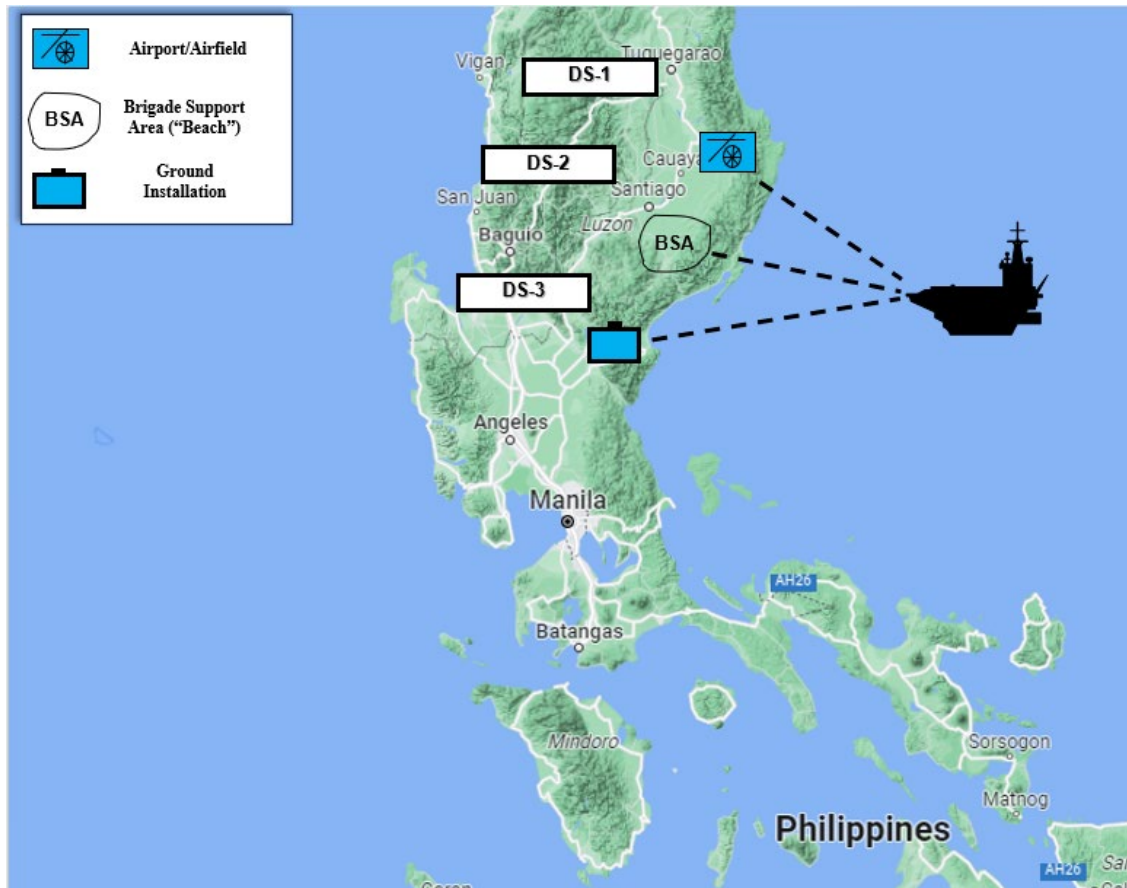 Airport/Airfield
BSA
Brigade Support
Area (“Beach”)
Ground
Installation
Vigan
Tuguegarao
DS-1
DS-2
Cauaya
San Juan
Santiago
Luzon
Baguio
BSA
DS-3
Angeles
Manila
AH26
Batangas
Mindoro
Sorsogon
Matnog
Philippines
AH26